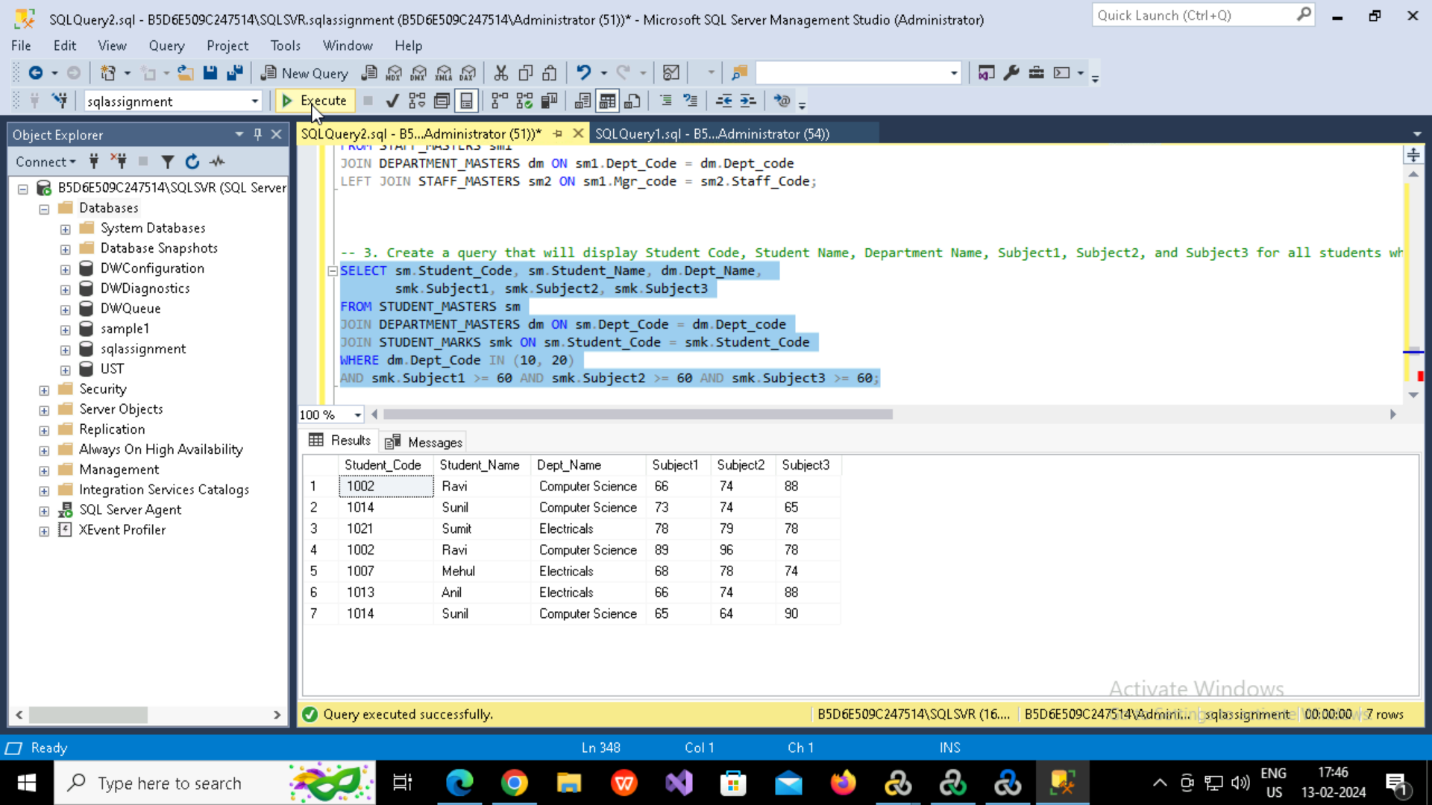 SQLQuery2.sql - B5D6E509C247514\SQLSVR.sqlassignment (B5D6E509C247514\Administrator (51))* - Microsoft SQL Server Management Studio (Administrator)
Quick Launch (Ctrl+Q)
File Edit View Query Project Tools Window Help
New Query MDX DMX XMLA DAX
sqlassignment Execute
Object Explorer
SQLQuery2.sql - B5...Administrator (51))* SQLQuery1.sql - B5...Administrator (54))
Connect
B5D6E509C247514\SQLSVR (SQL Server
Databases
System Databases
Database Snapshots
DWConfiguration
DWDiagnostics
DWQueue
sample1
sqlassignment
UST
Security
Server Objects
Replication
Always On High Availability
Management
Integration Services Catalogs
SQL Server Agent
XEvent Profiler
FROM STAFF_MASTERS sm1
JOIN DEPARTMENT_MASTERS dm ON sm1.Dept_Code = dm.Dept_code
LEFT JOIN STAFF_MASTERS sm2 ON sm1.Mgr_code = sm2.Staff_Code;
-- 3. Create a query that will display Student Code, Student Name, Department Name, Subject1, Subject2, and Subject3 for all students wh
SELECT sm.Student_Code, sm.Student_Name, dm.Dept_Name,
smk.Subject1, smk.Subject2, smk.Subject3
FROM STUDENT_MASTERS sm
JOIN DEPARTMENT_MASTERS dm ON sm.Dept_Code = dm.Dept_code
JOIN STUDENT_MARKS smk ON sm.Student_Code = smk.Student_Code
WHERE dm.Dept_Code IN (10, 20)
AND smk.Subject1 >= 60 AND smk.Subject2 >= 60 AND smk.Subject3 >= 60;
100 %
Results Messages
Student_Code Student_Name Dept_Name Subject1 Subject2 Subject3
1 1002 Ravi Computer Science 66 74 88
2 1014 Sunil Computer Science 73 74 65
3 1021 Sumit Electricals 78 79 78
4 1002 Ravi Computer Science 89 96 78
5 1007 Mehul Electricals 68 78 74
6 1013 Anil Electricals 66 74 88
7 1014 Sunil Computer Science 65 64 90
Activate Windows
Query executed successfully. B5D6E509C247514\SQLSVR (16.... B5D6E509C247514\Admini... sqlassignment 00:00:00 7 rows
Ready Ln 348 Col 1 Ch 1 INS
Type here to search
ENG
US
17:46
13-02-2024
1